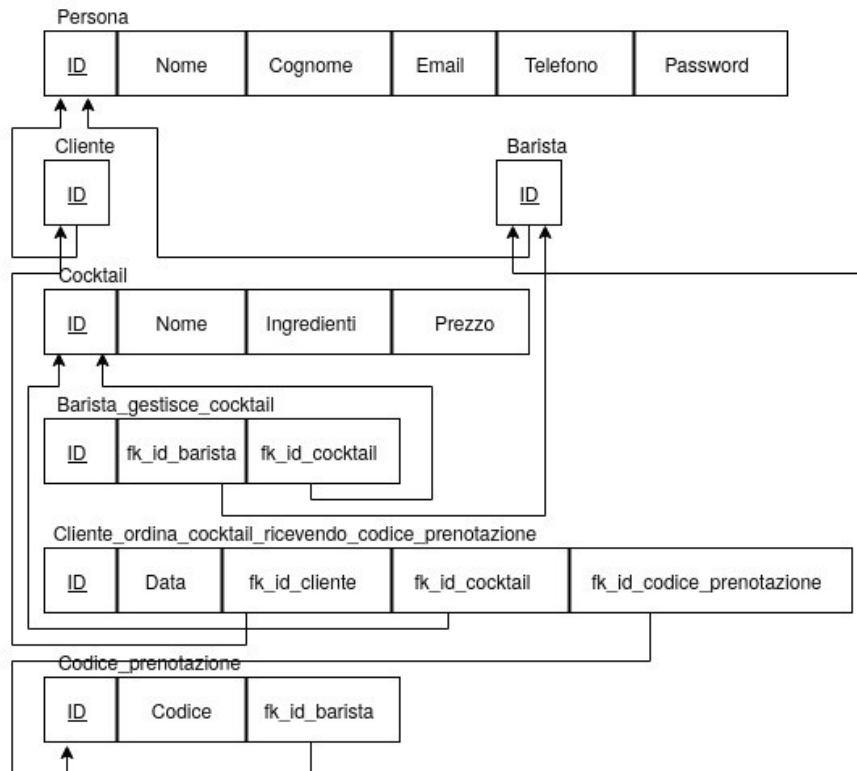 Persona
ID Nome Cognome Email Telefono Password
Cliente Barista
ID ID
Cocktail
ID Nome Ingredienti Prezzo
Barista_gestisce_cocktail
ID fk_id_barista fk_id_cocktail
Cliente_ordina_cocktail_ricevendo_codice_prenotazione
ID Data fk_id_cliente fk_id_cocktail fk_id_codice_prenotazione
Codice_prenotazione
ID Codice fk_id_barista